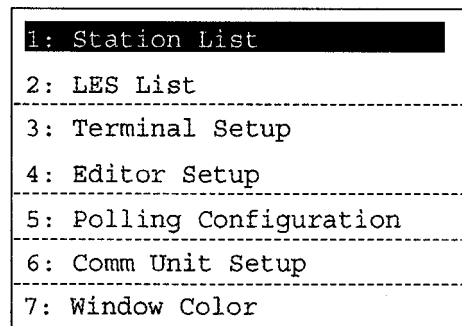 1: Station List
2: LES List
3: Terminal Setup
4: Editor Setup
5: Polling Configuration
6: Comm Unit Setup
7: Window Color